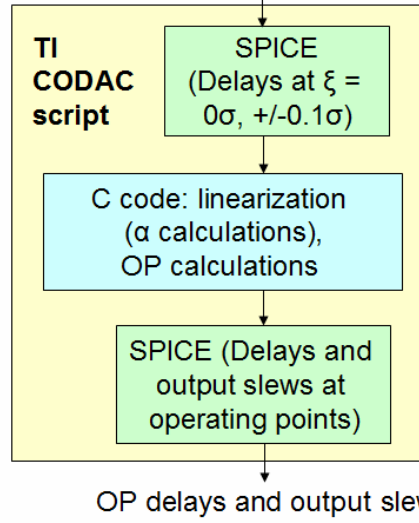 TI
CODAC
script
SPICE
(Delays at ξ =
0σ, +/-0.1σ)
C code: linearization
(α calculations),
OP calculations
SPICE (Delays and
output slews at
operating points)
OP delays and output slew